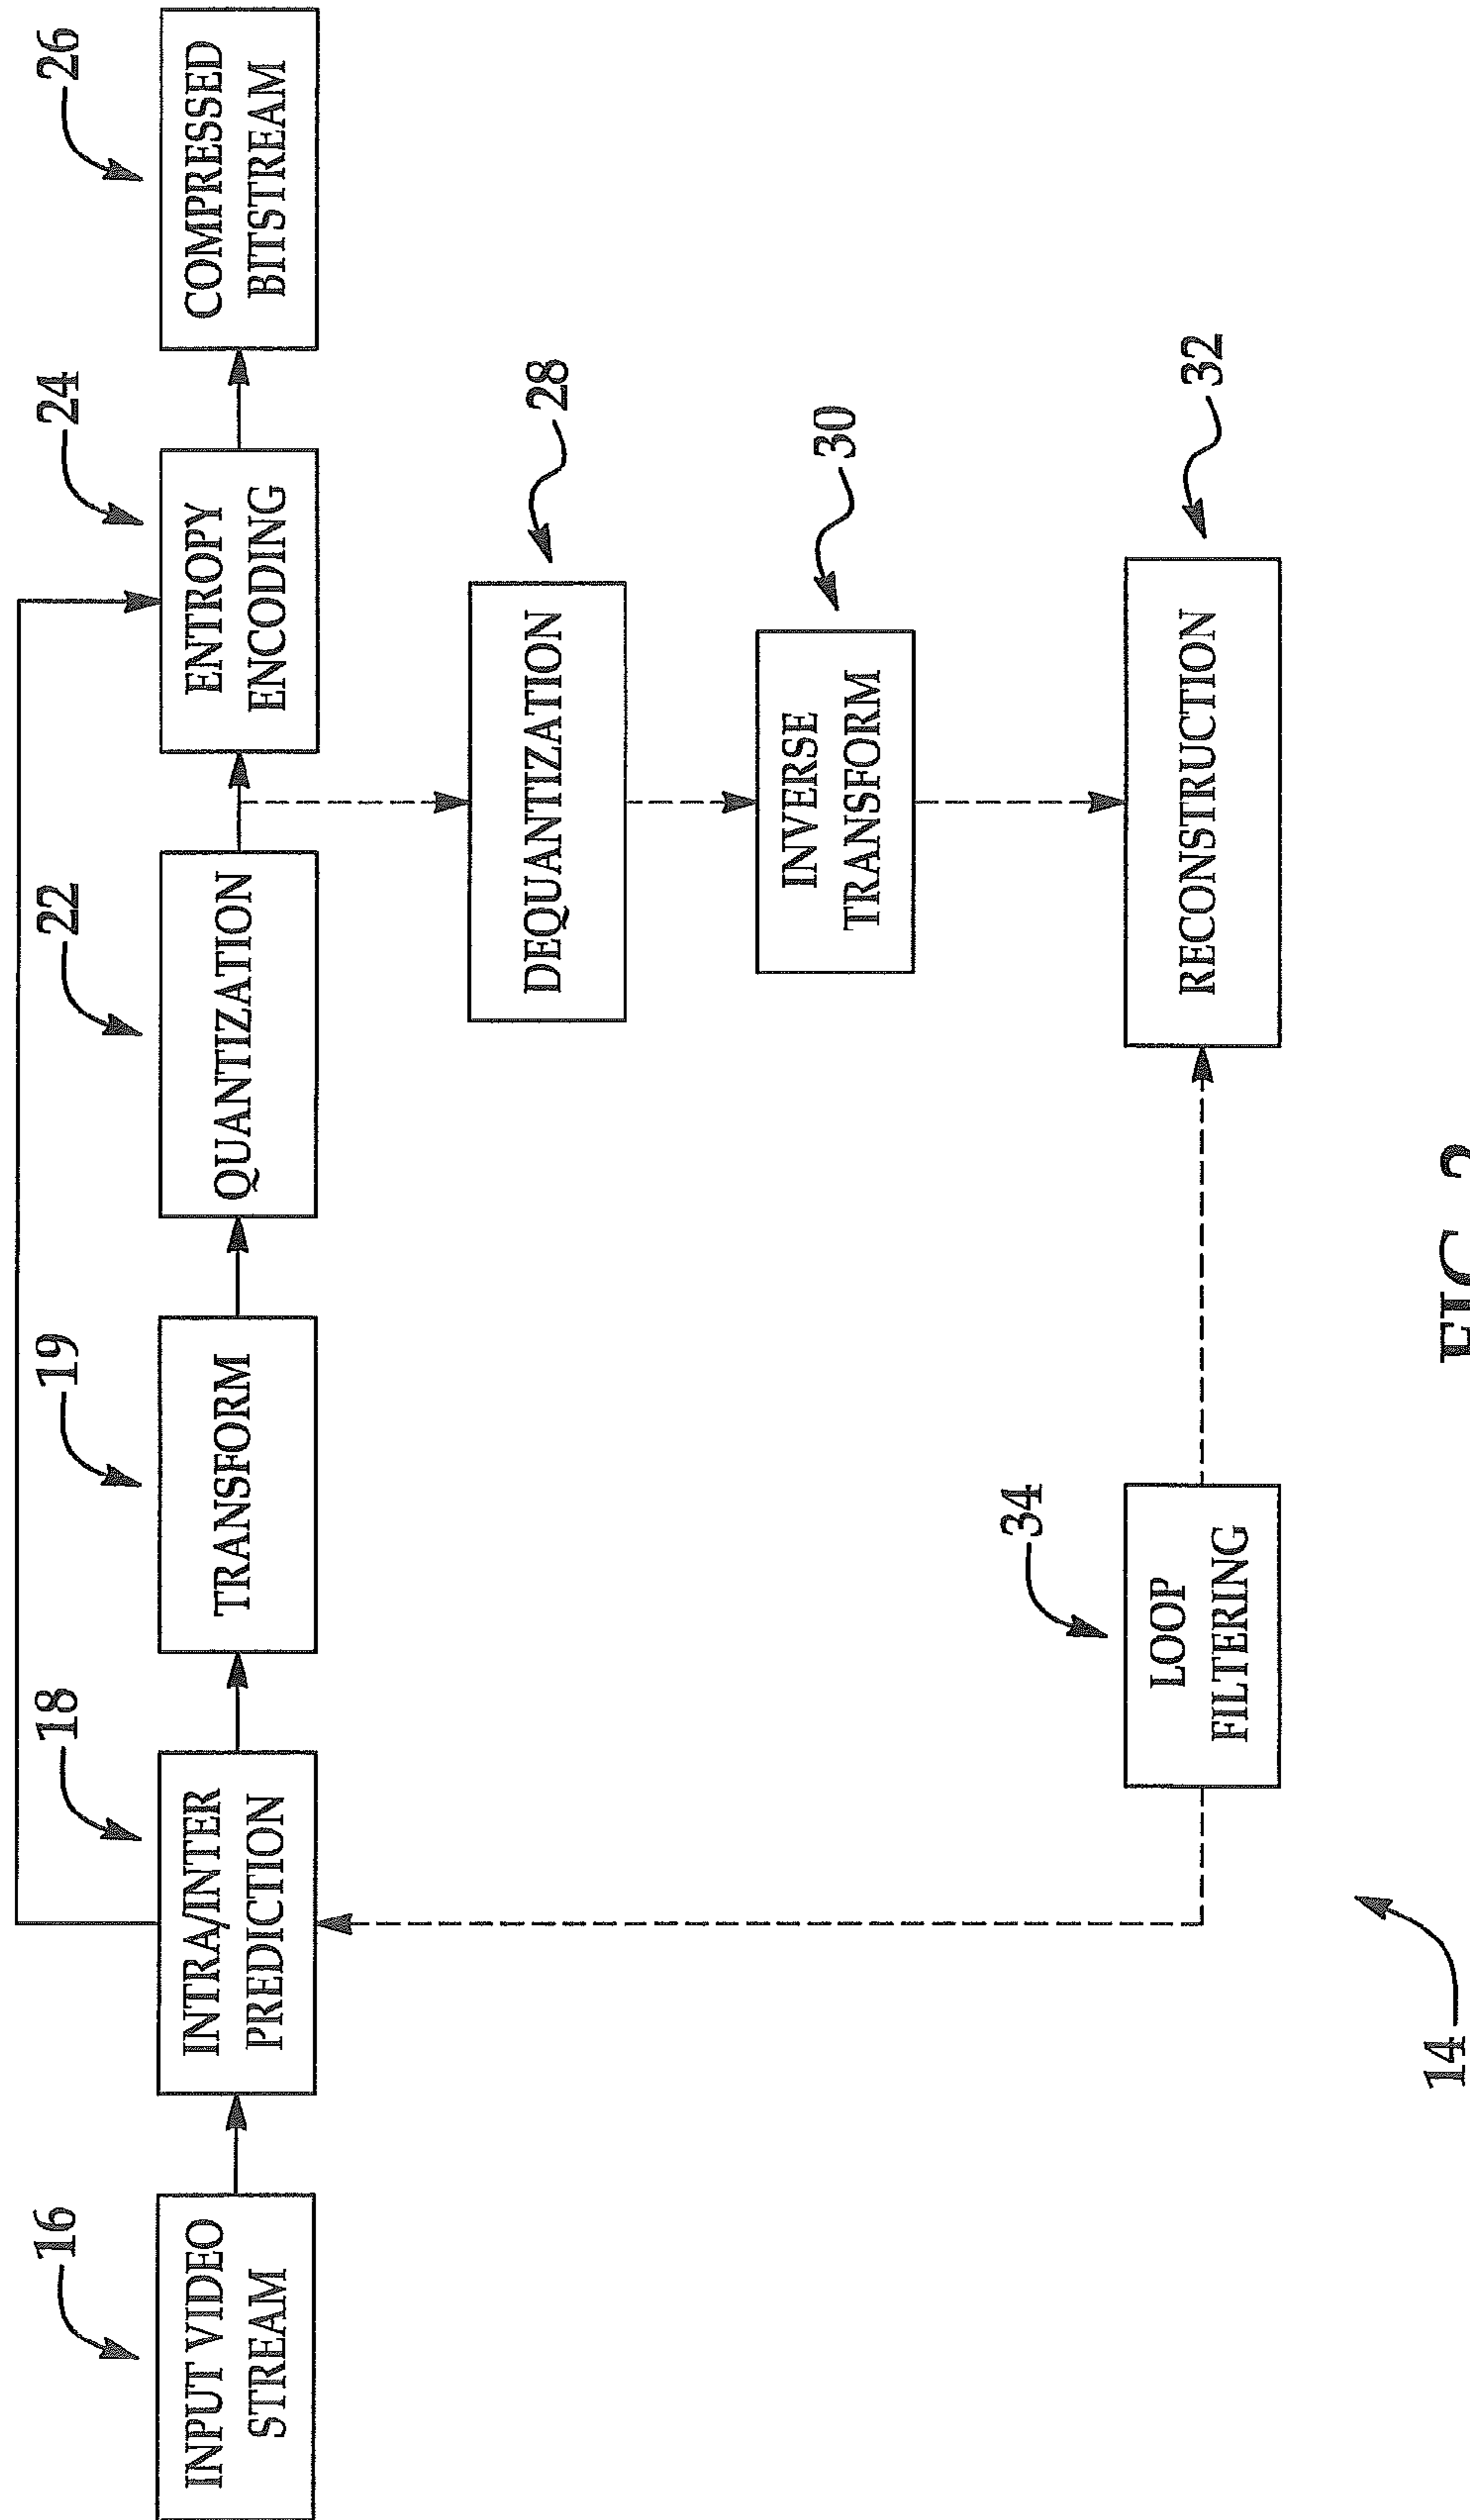 16
18
19
22
24
26
INPUT VIDEO
STREAM
INTRA/INTER
PREDICTION
TRANSFORM
QUANTIZATION
ENTROPY
ENCODING
COMPRESSED
BITSTREAM
28
DEQUANTIZATION
30
INVERSE
TRANSFORM
34
32
LOOP
FILTERING
RECONSTRUCTION
14